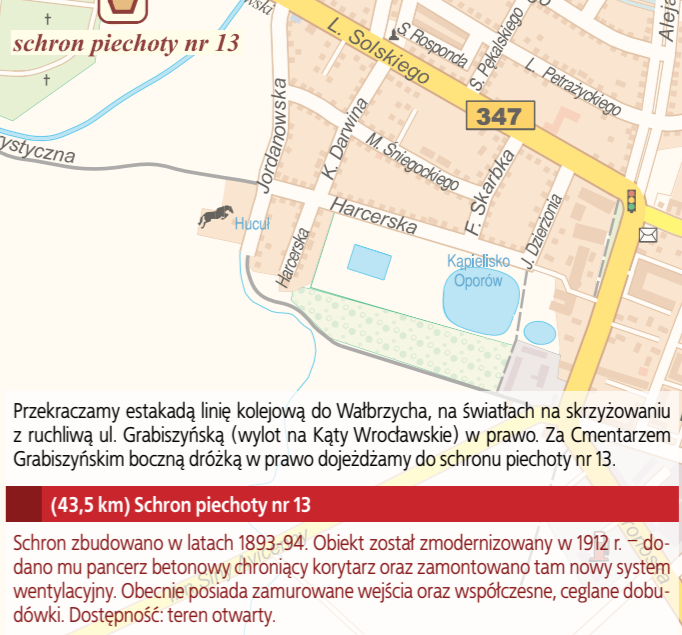 schron piechoty nr 13
L. Solskiego
S. Rosponda
S. Pękalskiego
L. Petrażyckiego
Aleja
347
Jordanowska
K. Darwina
M. Śniegockiego
F. Skarbka
J. Dzierżonia
Harcerska
Harcerska
Hucuł
Kąpielisko
Oporów
Przekraczamy estakadą linię kolejową do Wałbrzycha, na światłach na skrzyżowaniu
z ruchliwą ul. Grabiszyńską (wylot na Kąty Wrocławskie) w prawo. Za Cmentarzem
Grabiszyńskim boczną dróżką w prawo dojeżdżamy do schronu piechoty nr 13.
(43,5 km) Schron piechoty nr 13
Schron zbudowano w latach 1893-94. Obiekt został zmodernizowany w 1912 r. – do-
dano mu pancerz betonowy chroniący korytarz oraz zamontowano tam nowy system
wentylacyjny. Obecnie posiada zamurowane wejścia oraz współczesne, ceglane dobu-
dówki. Dostępność: teren otwarty.